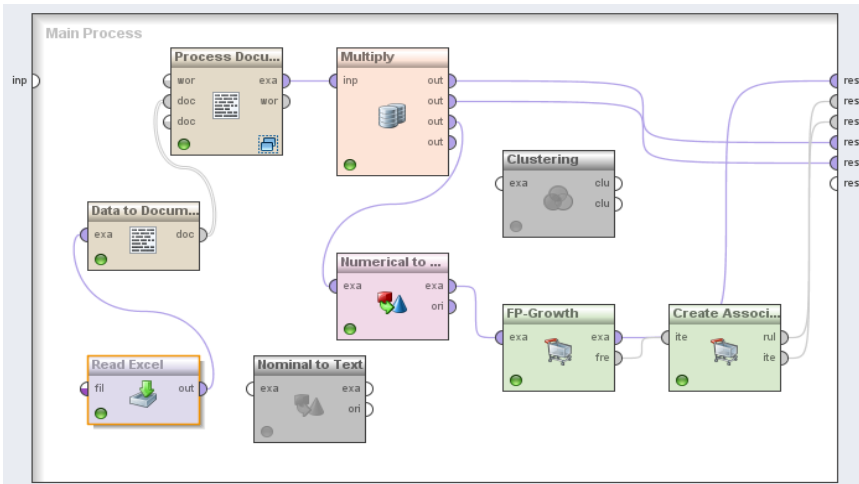 Main Process
inp
Process Docu...
wor
exa
doc
wor
doc
Multiply
inp
out
out
out
out
res
res
res
res
res
res
Clustering
exa
clu
clu
Data to Docum...
exa
doc
Numerical to ...
exa
exa
ori
FP-Growth
exa
exa
fre
Create Associ...
ite
rul
ite
Read Excel
fil
out
Nominal to Text
exa
exa
ori